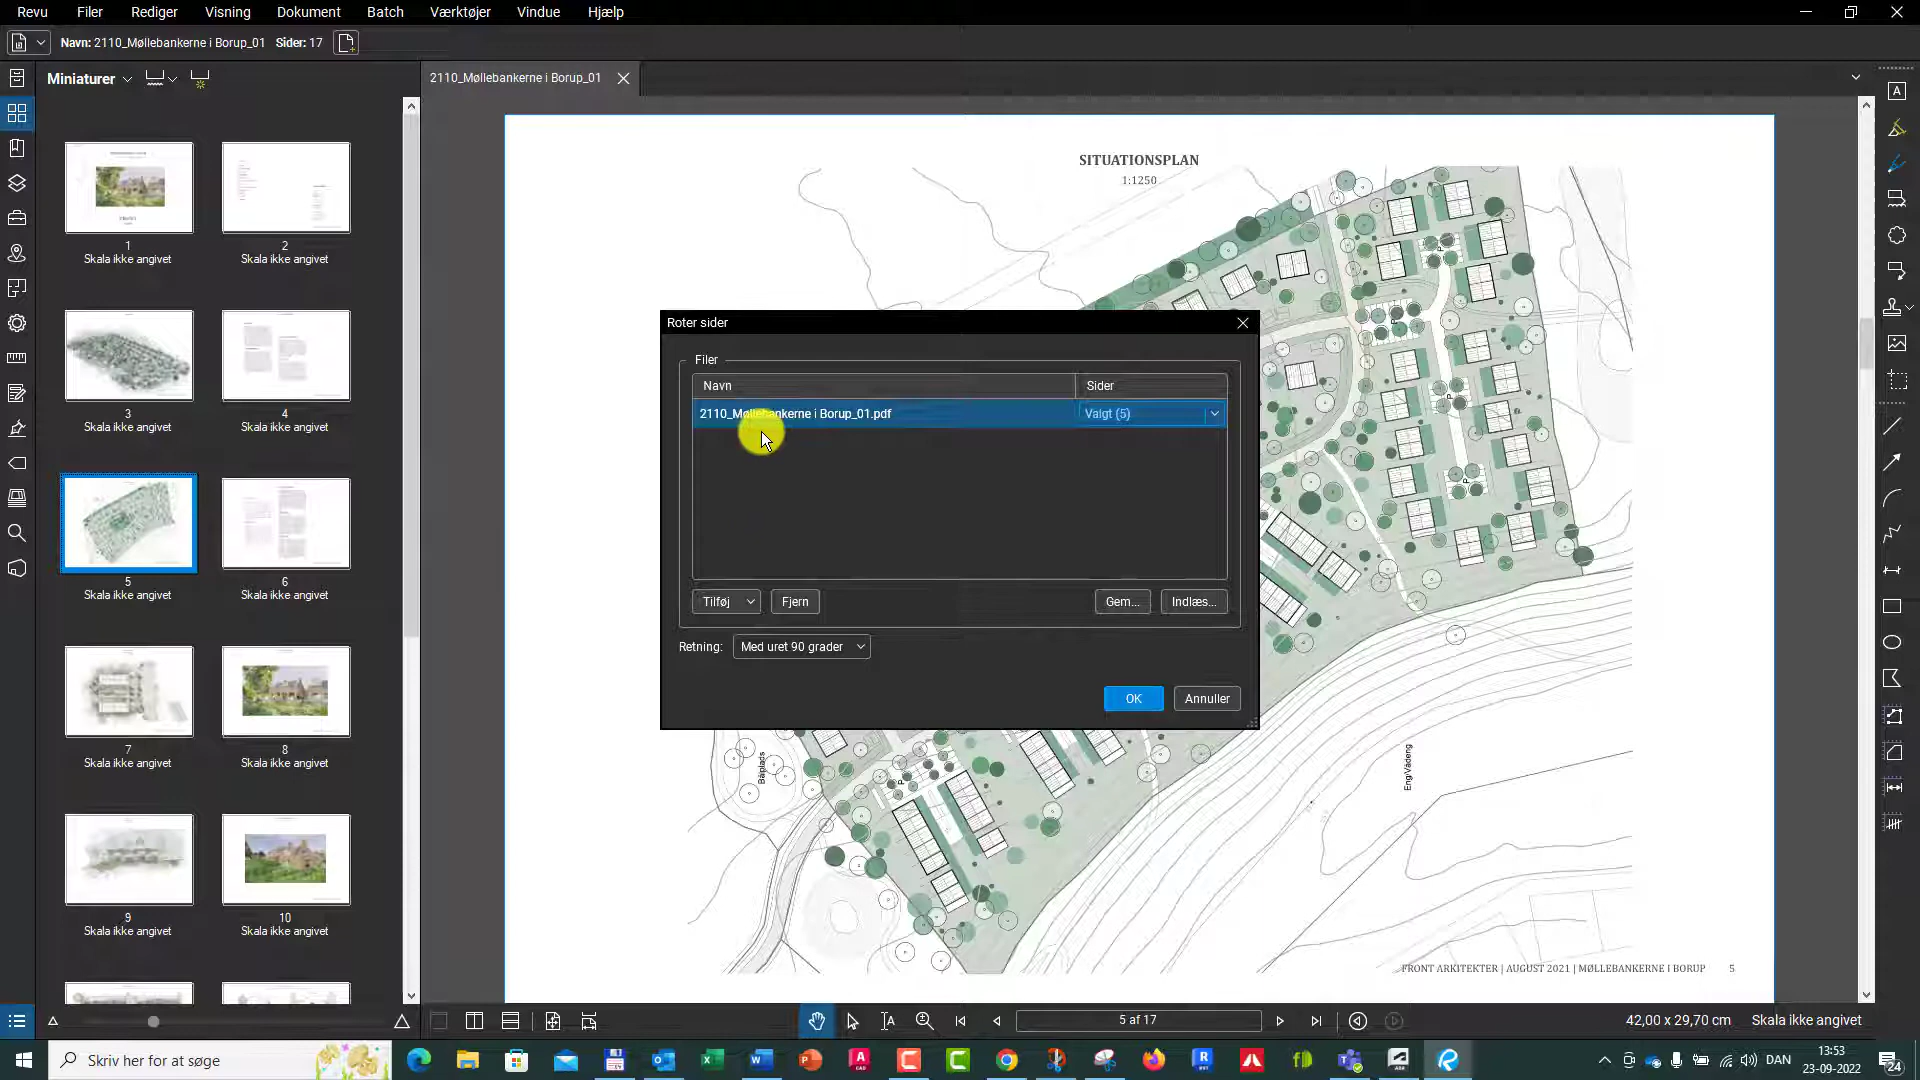 Revu Filer Rediger Visning Dokument Batch Værktøjer Vindue Hjælp
Navn: 2110_Møllebankerne i Borup_01 Sider: 17
Miniaturer
2110_Møllebankerne i Borup_01
1
Skala ikke angivet
2
Skala ikke angivet
3
Skala ikke angivet
4
Skala ikke angivet
5
Skala ikke angivet
6
Skala ikke angivet
7
Skala ikke angivet
8
Skala ikke angivet
9
Skala ikke angivet
10
Skala ikke angivet
SITUATIONSPLAN
1:1250
Roter sider
Filer
Navn Sider
2110_Møllebankerne i Borup_01.pdf Valgt (5)
Tilføj Fjern Gem... Indlæs...
Retning: Med uret 90 grader
OK Annuller
Bålplads
Eng/Vådeng
FRONT ARKITEKTER | AUGUST 2021 | MØLLEBANKERNE I BORUP 5
5 af 17
42,00 x 29,70 cm Skala ikke angivet
Skriv her for at søge
DAN
13:53
23-09-2022
24